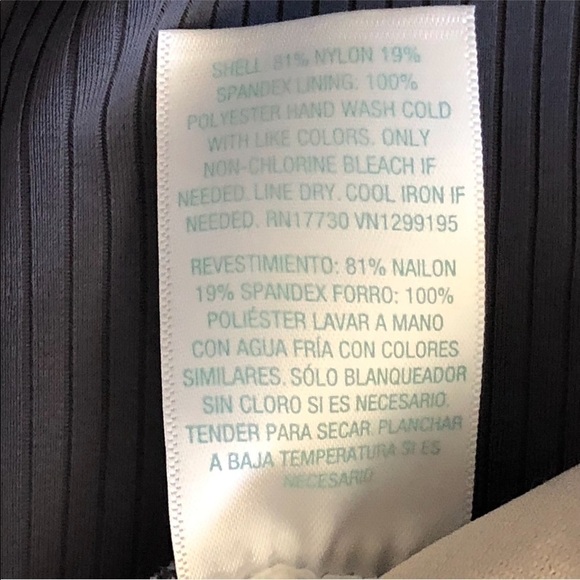 SHELL: 81% NYLON 19%
SPANDEX LINING: 100%
POLYESTER HAND WASH COLD
WITH LIKE COLORS. ONLY
NON-CHLORINE BLEACH IF
NEEDED. LINE DRY. COOL IRON IF
NEEDED. RN17730 VN1299195
REVESTIMIENTO: 81% NAILON
19% SPANDEX FORRO: 100%
POLIÉSTER LAVAR A MANO
CON AGUA FRÍA CON COLORES
SIMILARES. SÓLO BLANQUEADOR
SIN CLORO SI ES NECESARIO.
TENDER PARA SECAR. PLANCHAR
A BAJA TEMPERATURA SI ES
NECESARIO